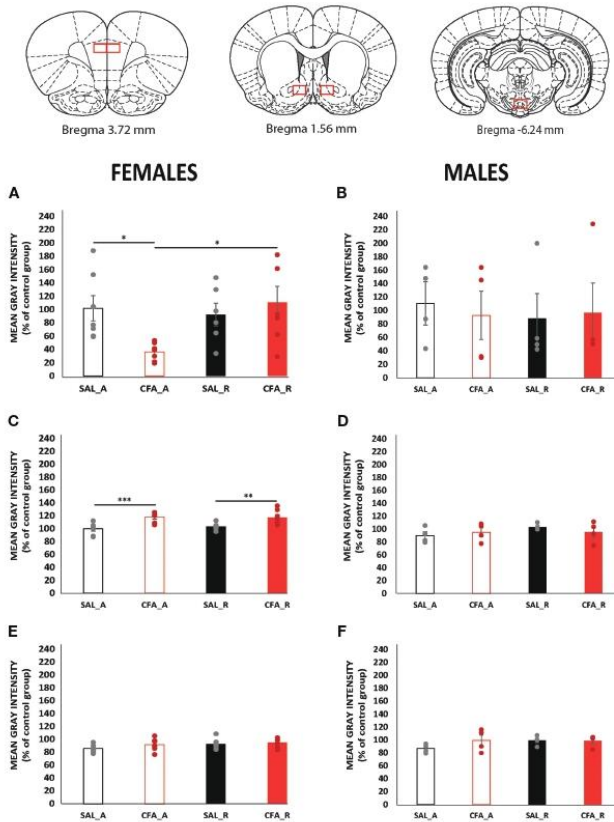 Bregma 3.72 mm
Bregma 1.56 mm
Bregma -6.24 mm
FEMALES
MALES
A
MEAN GRAY INTENSITY
(% of control group)
240
220
200
180
160
140
120
100
80
60
40
20
0
*
*
SAL_A
CFA_A
SAL_R
CFA_R
B
MEAN GRAY INTENSITY
(% of control group)
240
220
200
180
160
140
120
100
80
60
40
20
0
SAL_A
CFA_A
SAL_R
CFA_R
C
MEAN GRAY INTENSITY
(% of control group)
240
220
200
180
160
140
120
100
80
60
40
20
0
***
**
SAL_A
CFA_A
SAL_R
CFA_R
D
MEAN GRAY INTENSITY
(% of control group)
240
220
200
180
160
140
120
100
80
60
40
20
0
SAL_A
CFA_A
SAL_R
CFA_R
E
MEAN GRAY INTENSITY
(% of control group)
240
220
200
180
160
140
120
100
80
60
40
20
0
SAL_A
CFA_A
SAL_R
CFA_R
F
MEAN GRAY INTENSITY
(% of control group)
240
220
200
180
160
140
120
100
80
60
40
20
0
SAL_A
CFA_A
SAL_R
CFA_R